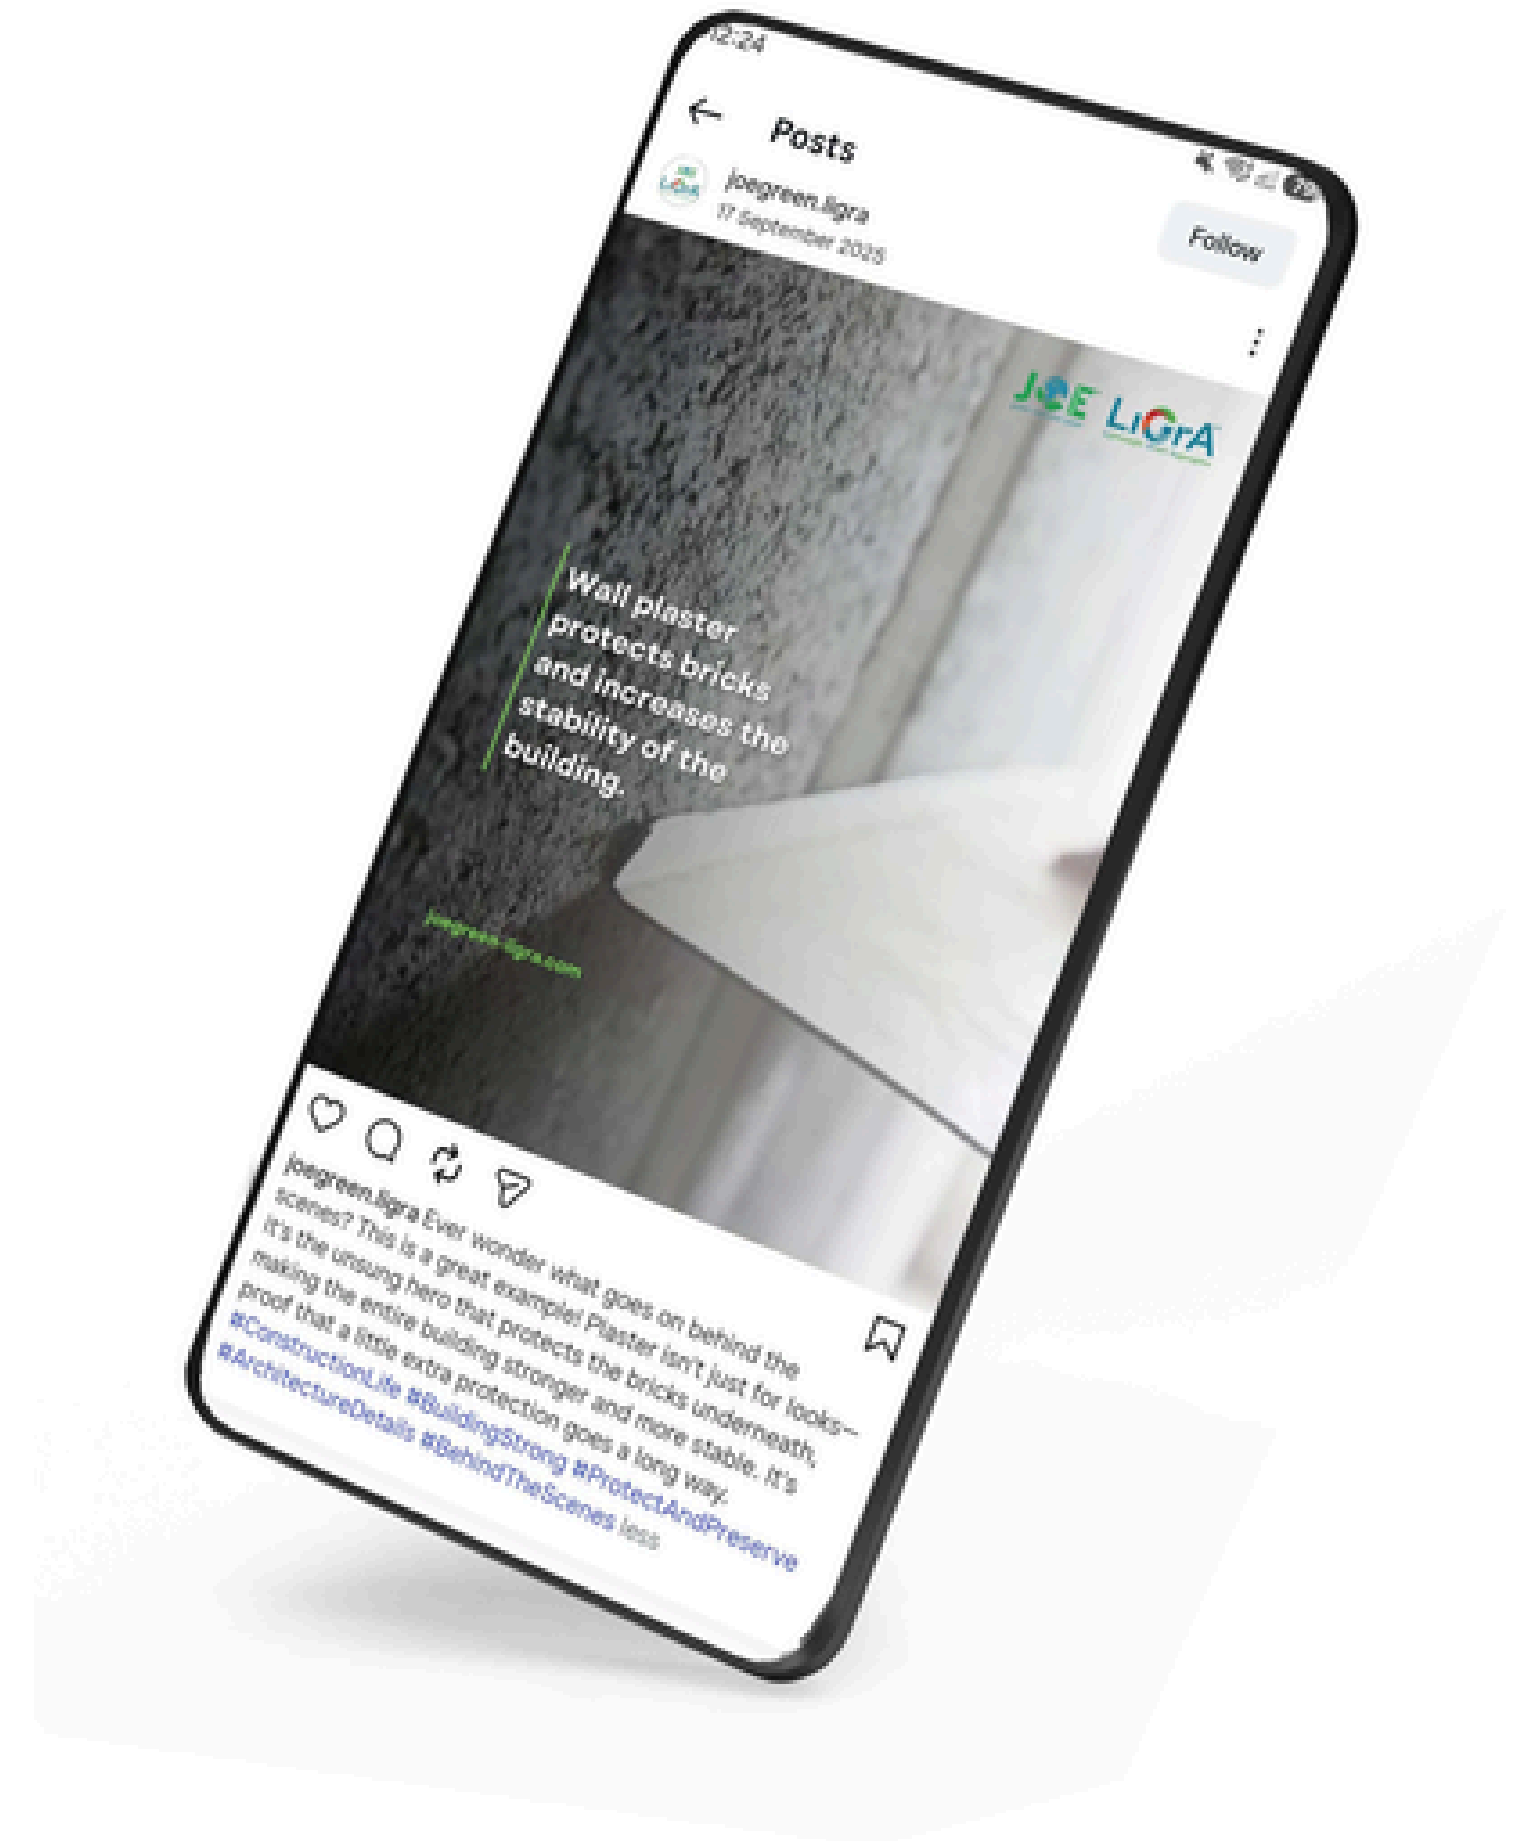 12:24
Posts
joegreen.ligra
17 September 2025
Follow
JOE LiGrA
Wall plaster
protects bricks
and increases the
stability of the
building.
joegreen-ligra.com
joegreen.ligra Ever wonder what goes on behind the
scenes? This is a great example! Plaster isn't just for looks—
it's the unsung hero that protects the bricks underneath,
making the entire building stronger and more stable. It's
proof that a little extra protection goes a long way.
#ConstructionLife #BuildingStrong #ProtectAndPreserve
#ArchitectureDetails #BehindTheScenes less